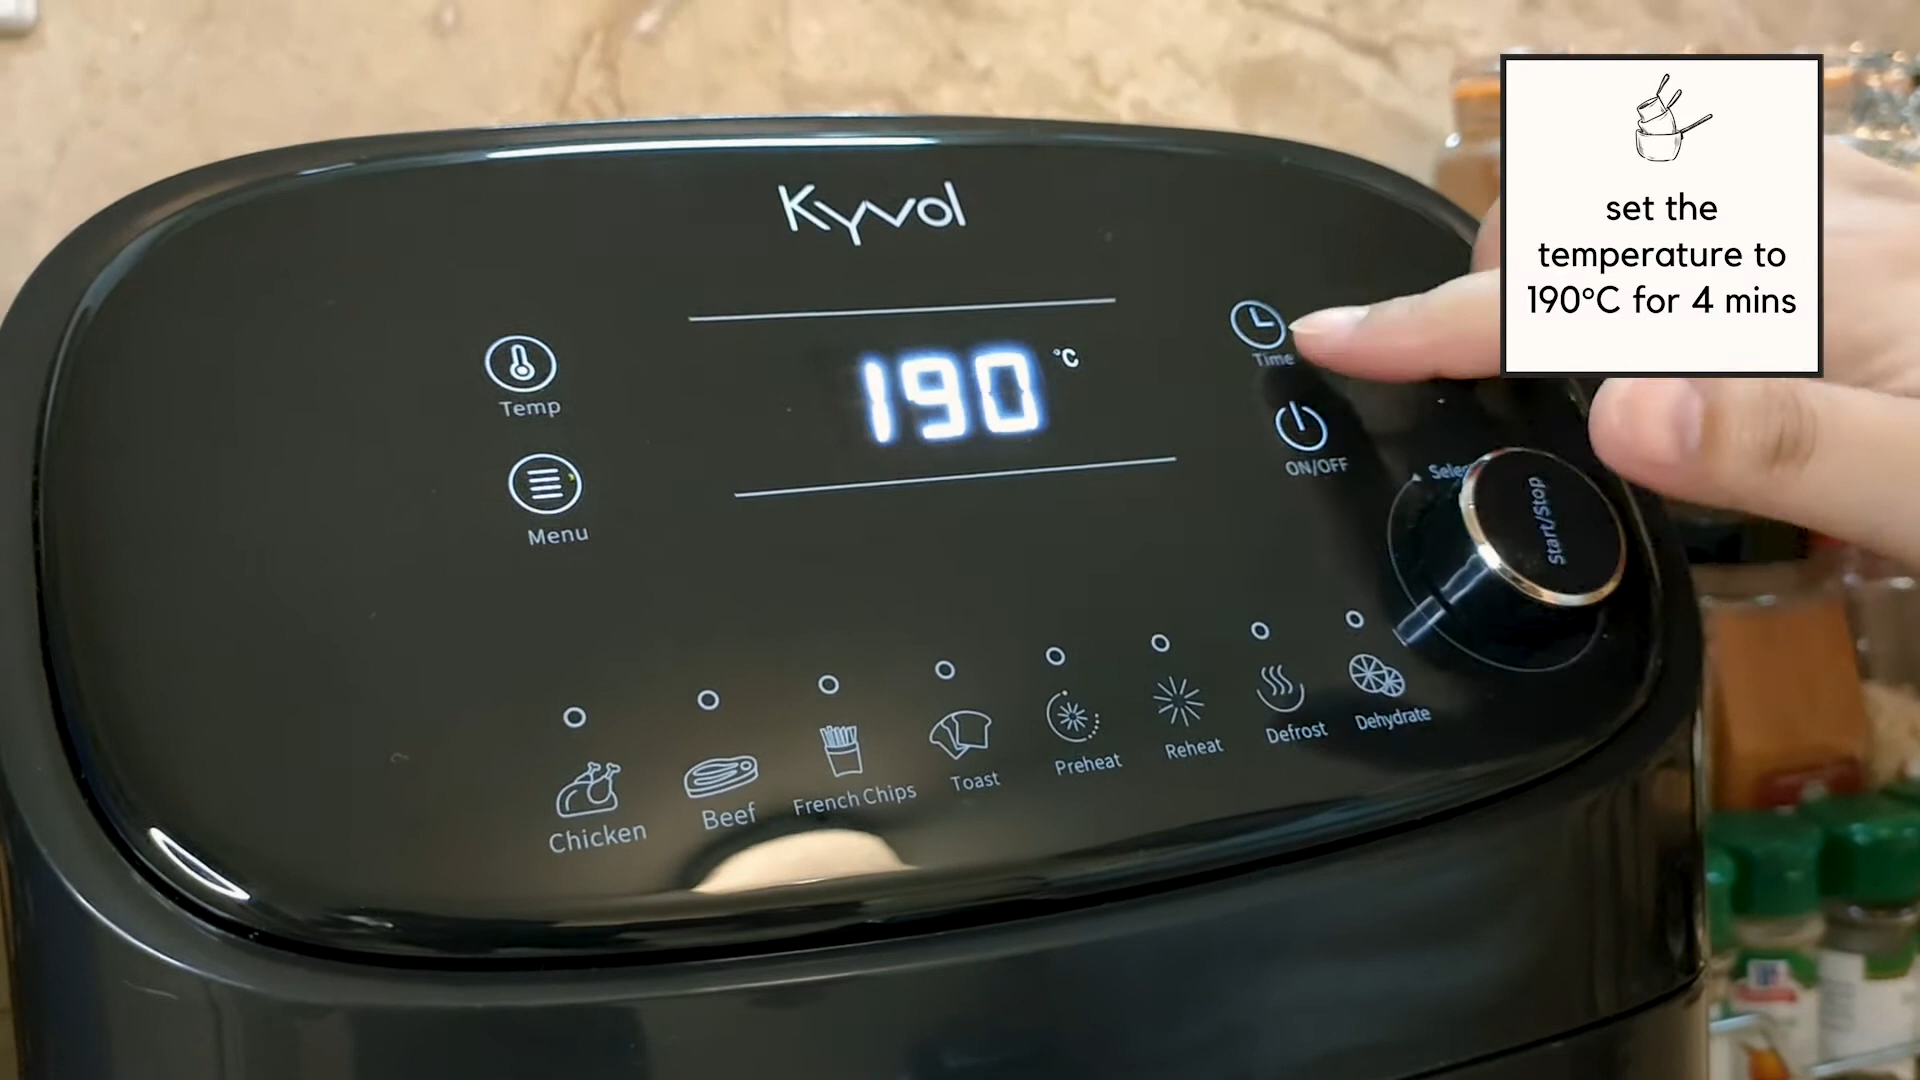 Kyvol
set the
temperature to
190°C for 4 mins
190 °C
Time
Temp
ON/OFF
Menu
Start/Stop
Chicken
Beef
French Chips
Toast
Preheat
Reheat
Defrost
Dehydrate